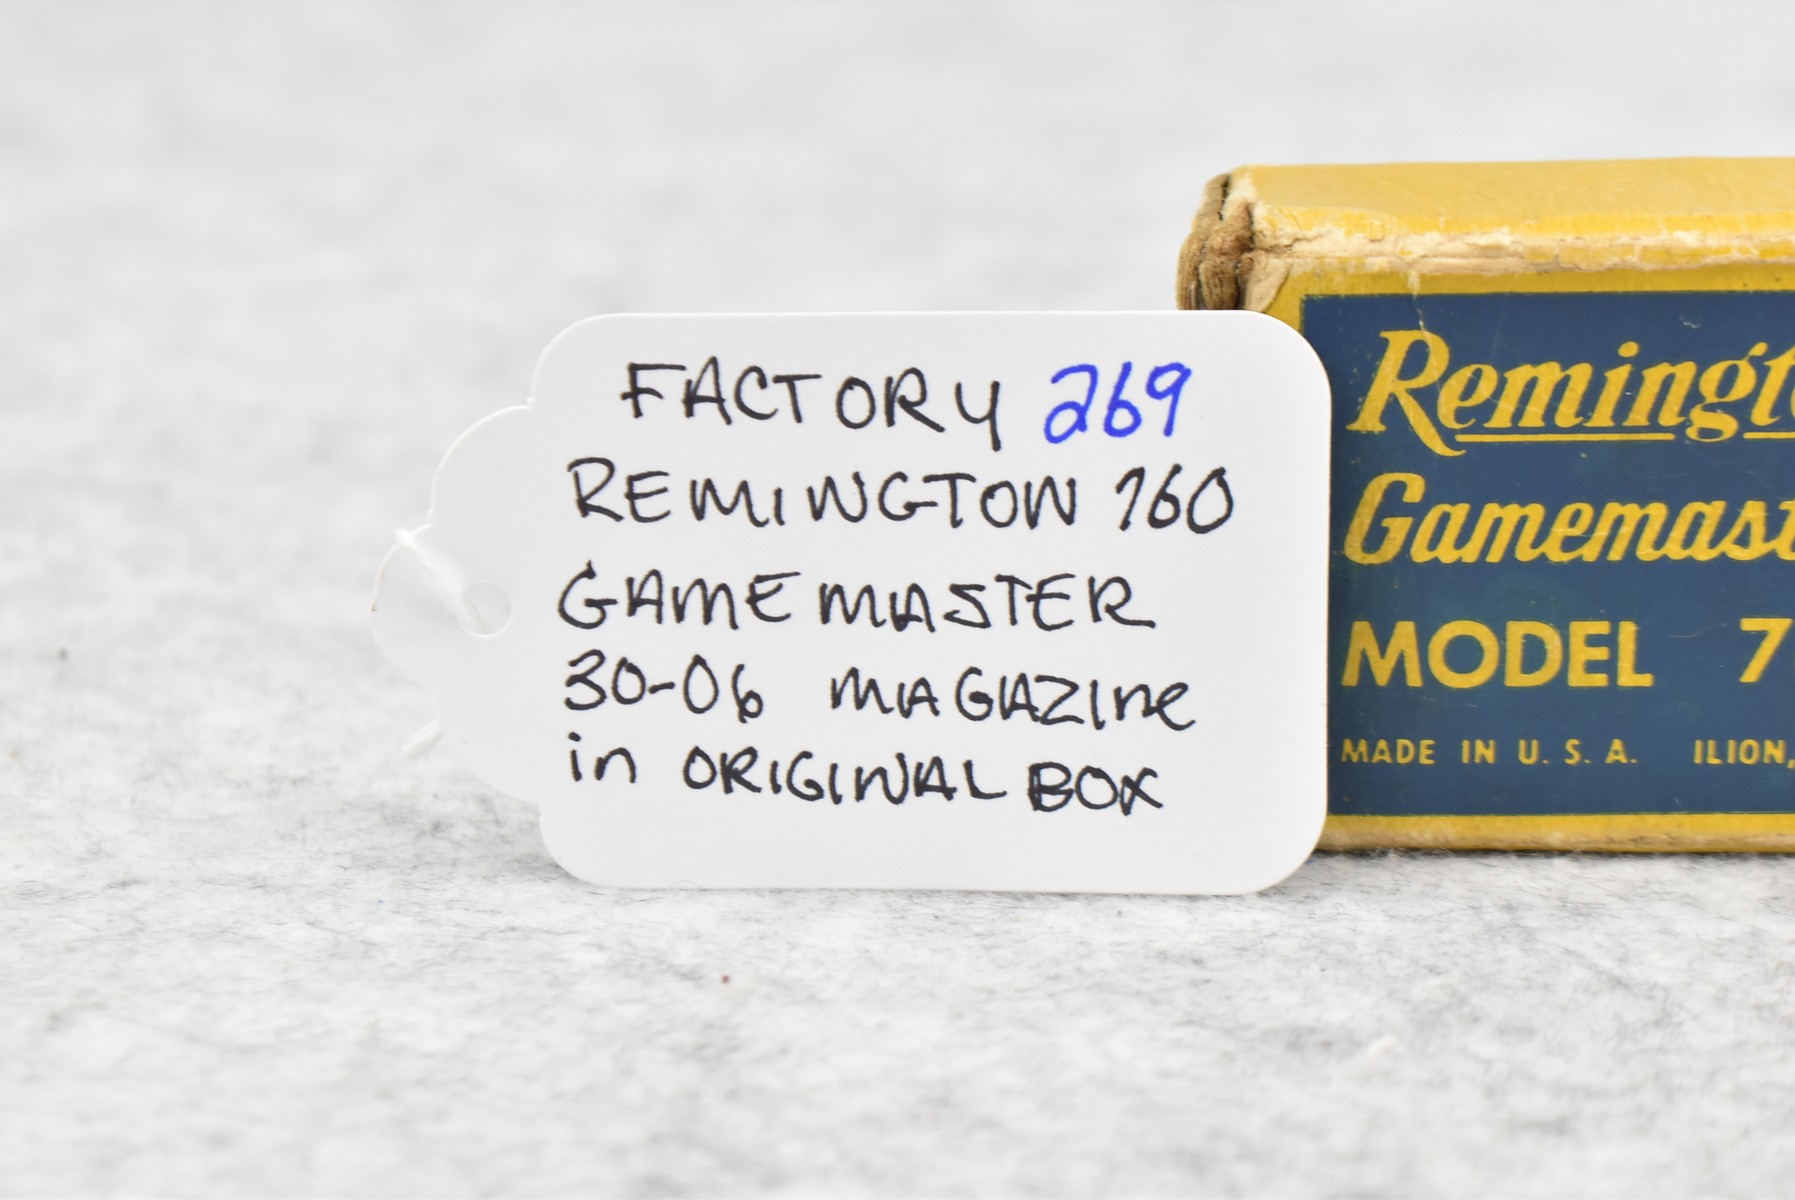 FACTORY 269
REMINGTON 760
GAMEMASTER
30-06 MAGAZINE
in ORIGINAL BOX
Remingt
Gamemast
MODEL 7
MADE IN U.S.A. ILION,